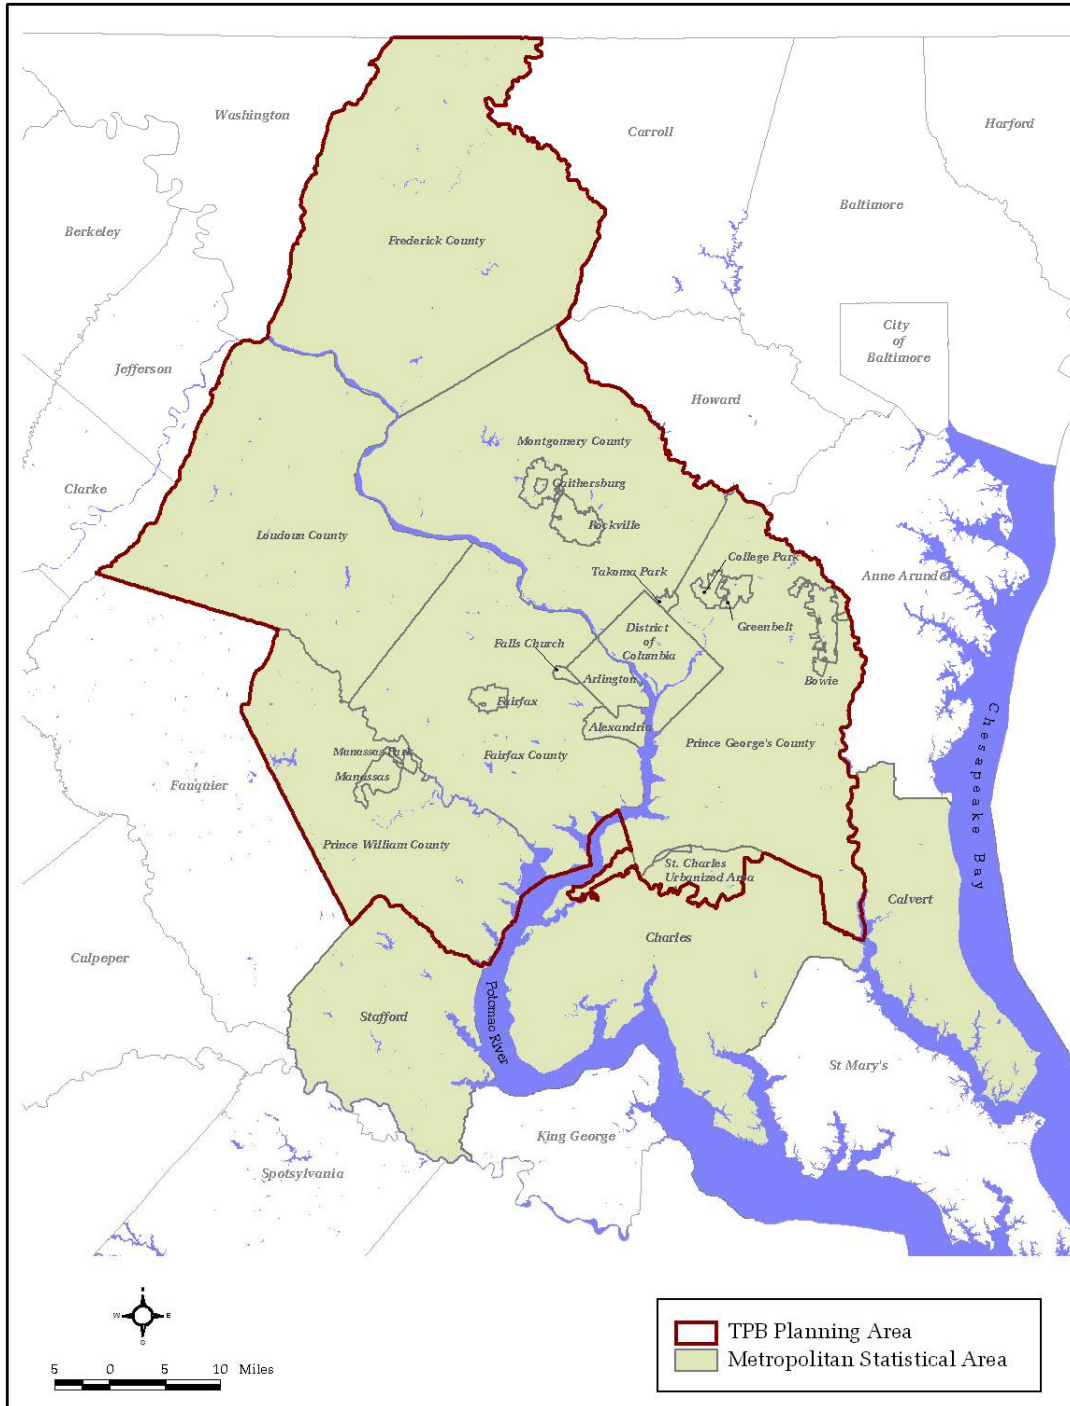 Washington
Carroll
Harford
Baltimore
Berkeley
Frederick County
City
of
Baltimore
Jefferson
Howard
Montgomery County
Clarke
Gaithersburg
Rockville
Loudoun County
College Park
Takoma Park
Anne Arundel
Greenbelt
District
of
Columbia
Falls Church
Arlington
Bowie
Fairfax
Alexandria
Chesapeake Bay
Prince George's County
Manassas Park
Fairfax County
Manassas
Fauquier
Prince William County
St. Charles
Urbanized Area
Calvert
Charles
Culpeper
Potomac River
Stafford
St Mary's
King George
Spotsylvania
N
W E
S
5 0 5 10 Miles
TPB Planning Area
Metropolitan Statistical Area